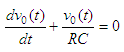 dv₀(t)/dt + v₀(t)/RC = 0